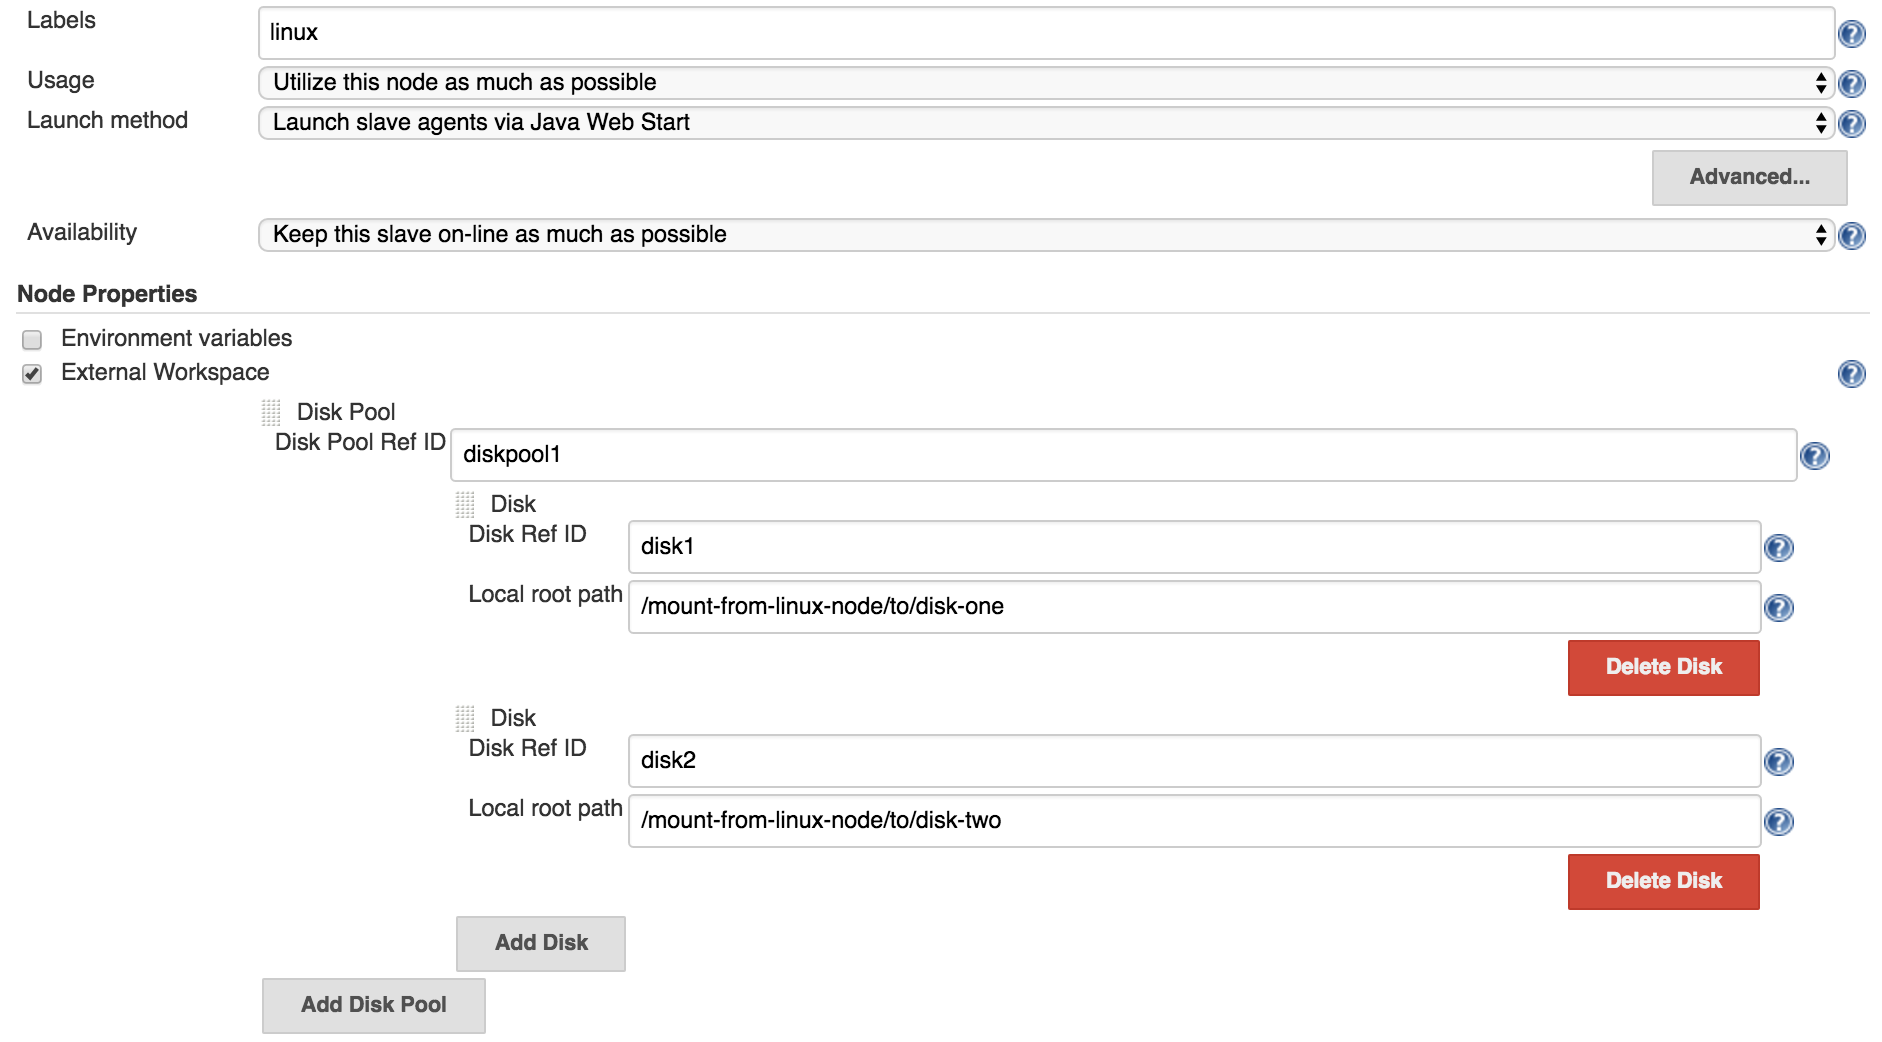 Labels
linux
Usage
Utilize this node as much as possible
Launch method
Launch slave agents via Java Web Start
Advanced...
Availability
Keep this slave on-line as much as possible
Node Properties
Environment variables
External Workspace
Disk Pool
Disk Pool Ref ID
diskpool1
Disk
Disk Ref ID
disk1
Local root path
/mount-from-linux-node/to/disk-one
Delete Disk
Disk
Disk Ref ID
disk2
Local root path
/mount-from-linux-node/to/disk-two
Delete Disk
Add Disk
Add Disk Pool